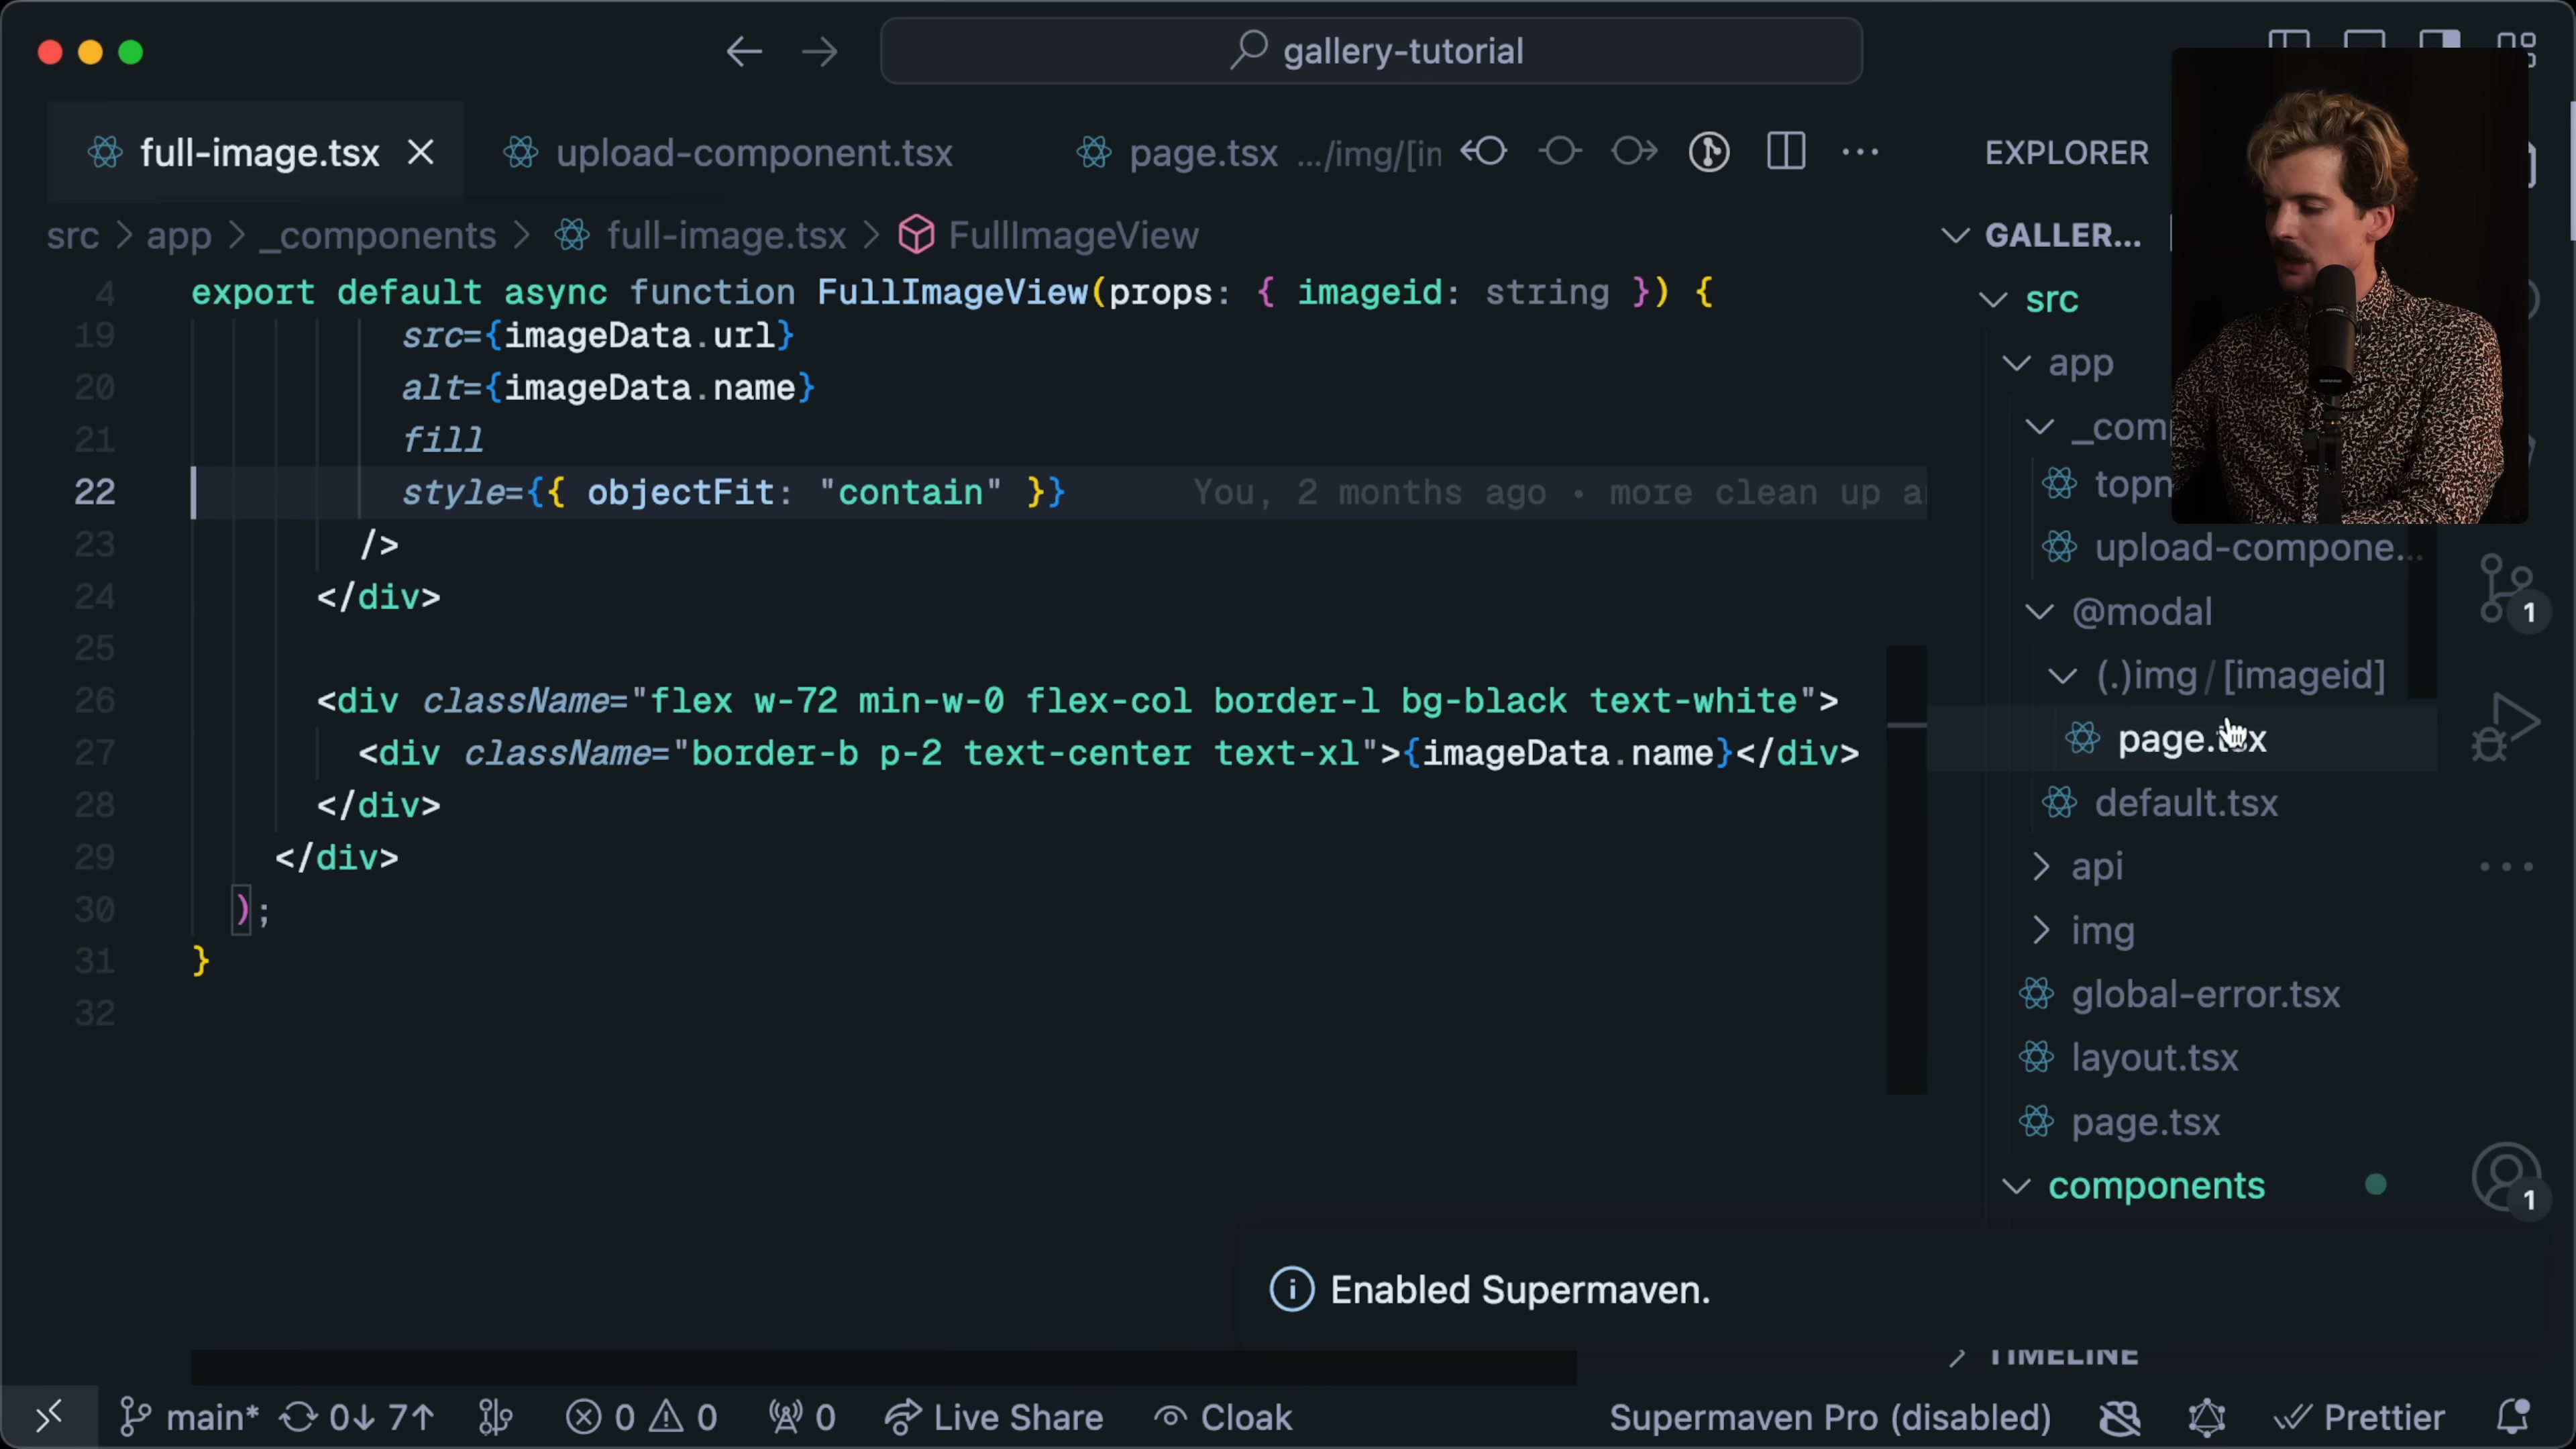 gallery-tutorial
full-image.tsx
upload-component.tsx
page.tsx .../img/[in
EXPLORER
src > app > _components > full-image.tsx > FullImageView
GALLER...
4 export default async function FullImageView(props: { imageid: string }) {
19 src={imageData.url}
20 alt={imageData.name}
21 fill
22 style={{ objectFit: "contain" }} You, 2 months ago • more clean up a
23 />
24 </div>
25
26 <div className="flex w-72 min-w-0 flex-col border-l bg-black text-white">
27 <div className="border-b p-2 text-center text-xl">{imageData.name}</div>
28 </div>
29 </div>
30 );
31 }
32
src
app
_com
topn
upload-compone...
@modal
(.)img / [imageid]
page.tsx
default.tsx
api
img
global-error.tsx
layout.tsx
page.tsx
components
1
1
Enabled Supermaven.
TIMELINE
main* 0↓ 7↑ 0 0 0 Live Share Cloak Supermaven Pro (disabled) Prettier